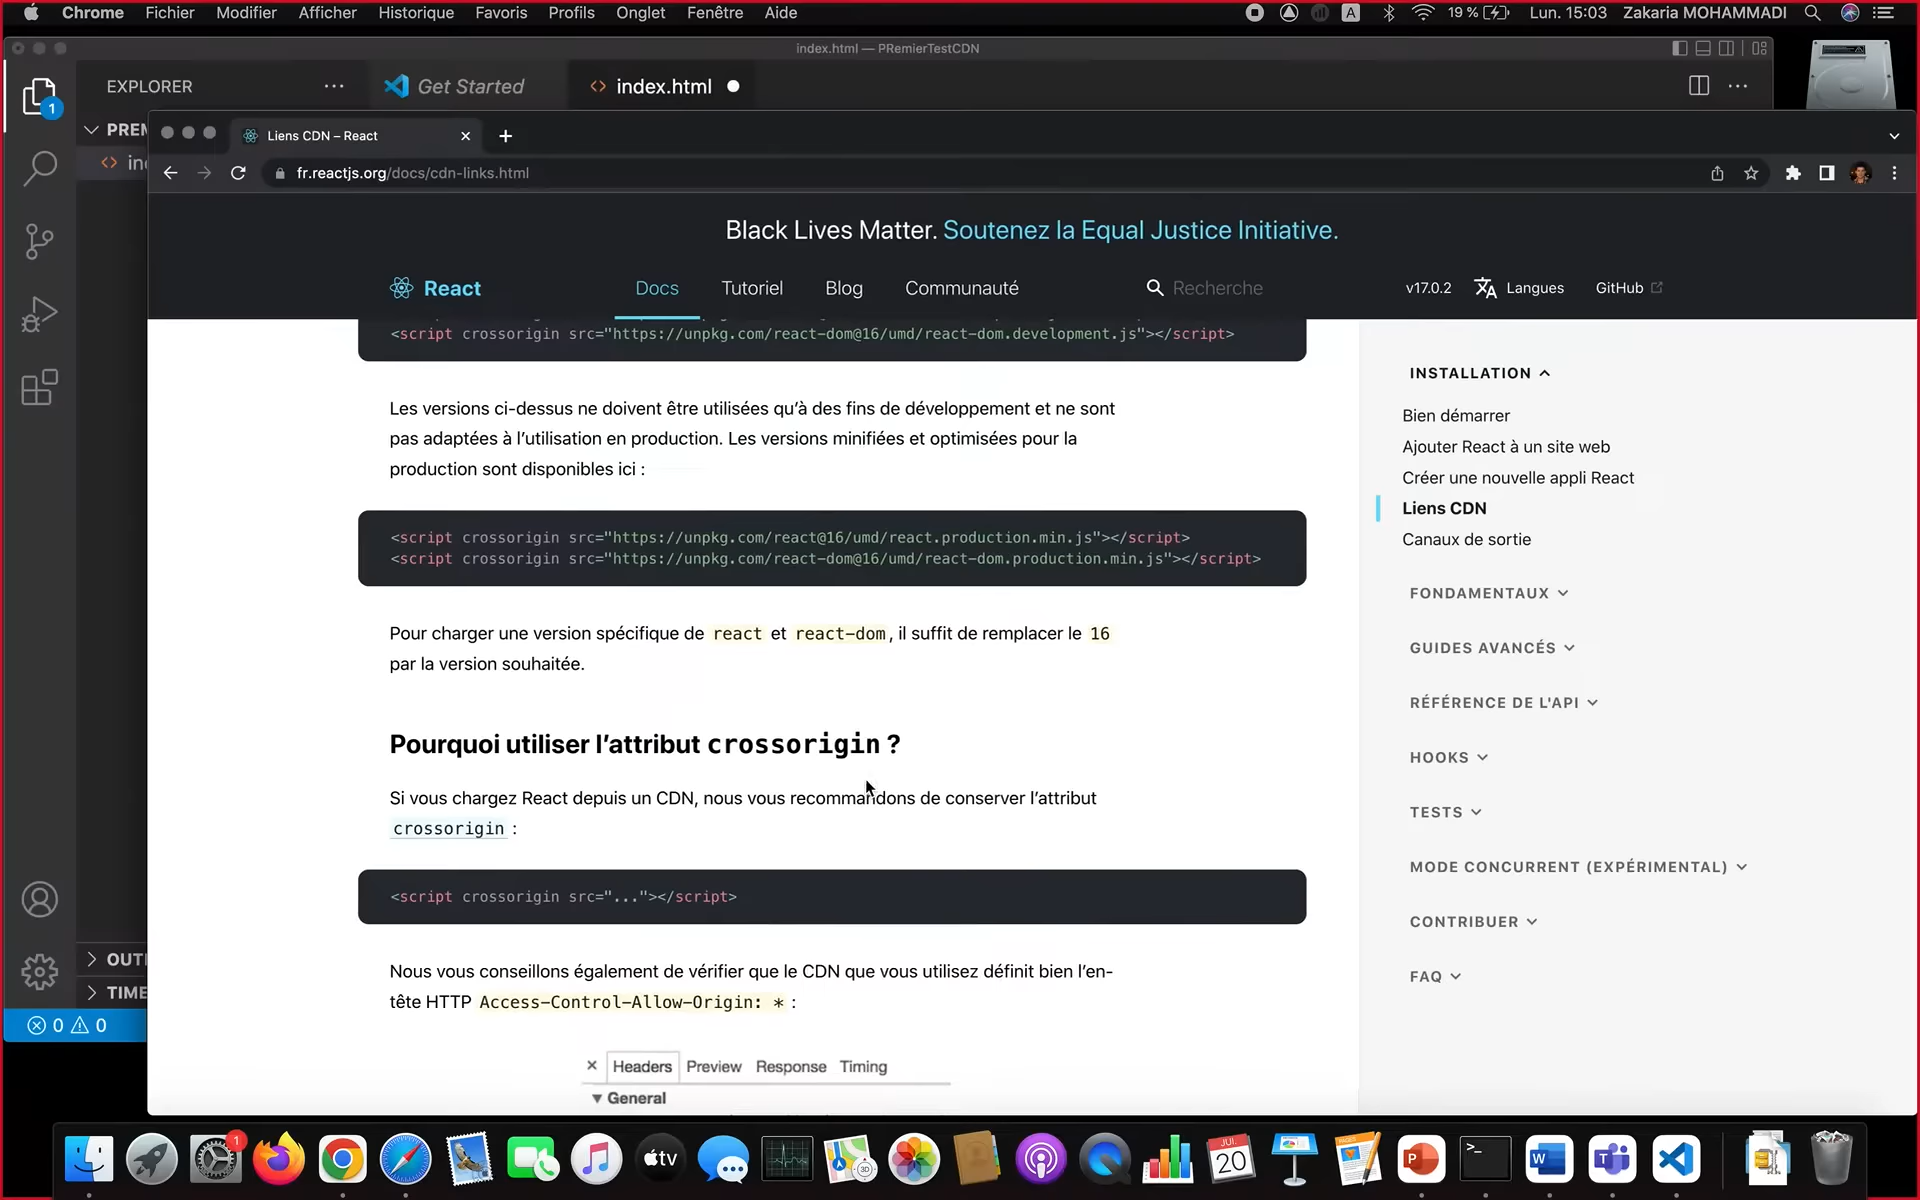 Chrome Fichier Modifier Afficher Historique Favoris Profils Onglet Fenêtre Aide
A 19 % Lun. 15:03 Zakaria MOHAMMADI
index.html — PRemierTestCDN
EXPLORER
Get Started
index.html
1
Liens CDN – React
fr.reactjs.org/docs/cdn-links.html
Black Lives Matter. Soutenez la Equal Justice Initiative.
React Docs Tutoriel Blog Communauté Recherche v17.0.2 Langues GitHub
<script crossorigin src="https://unpkg.com/react-dom@16/umd/react-dom.development.js"></script>
Les versions ci-dessus ne doivent être utilisées qu’à des fins de développement et ne sont
pas adaptées à l’utilisation en production. Les versions minifiées et optimisées pour la
production sont disponibles ici :
<script crossorigin src="https://unpkg.com/react@16/umd/react.production.min.js"></script>
<script crossorigin src="https://unpkg.com/react-dom@16/umd/react-dom.production.min.js"></script>
Pour charger une version spécifique de react et react-dom, il suffit de remplacer le 16
par la version souhaitée.
Pourquoi utiliser l’attribut crossorigin ?
Si vous chargez React depuis un CDN, nous vous recommandons de conserver l’attribut
crossorigin :
<script crossorigin src="..."></script>
Nous vous conseillons également de vérifier que le CDN que vous utilisez définit bien l’en-
tête HTTP Access-Control-Allow-Origin: * :
Headers Preview Response Timing
General
INSTALLATION
Bien démarrer
Ajouter React à un site web
Créer une nouvelle appli React
Liens CDN
Canaux de sortie
FONDAMENTAUX
GUIDES AVANCÉS
RÉFÉRENCE DE L'API
HOOKS
TESTS
MODE CONCURRENT (EXPÉRIMENTAL)
CONTRIBUER
FAQ
0 0
1
tv
JUL.
20